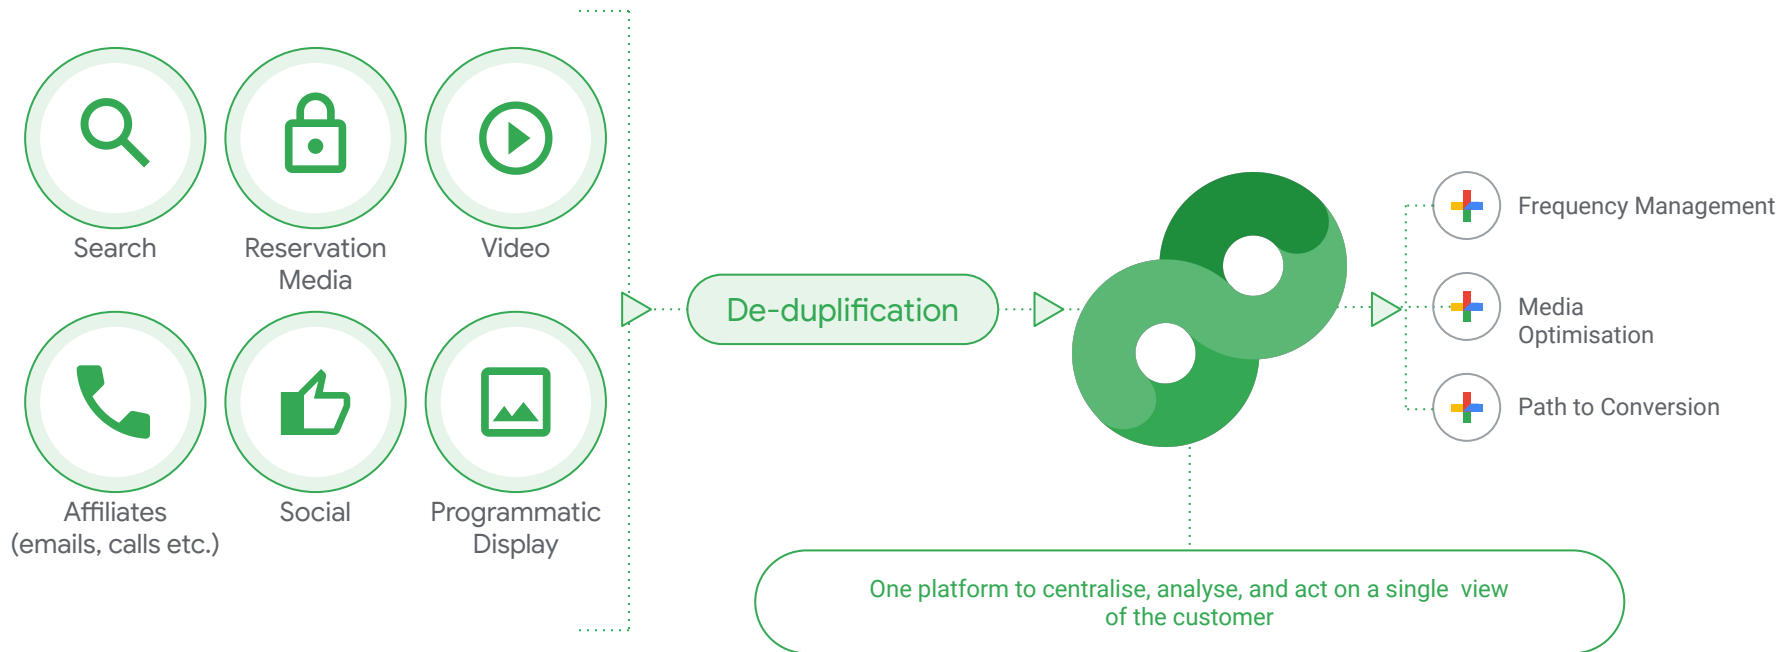 Search
Reservation
Media
Video
Affiliates
(emails, calls etc.)
Social
Programmatic
Display
De-duplification
Frequency Management
Media
Optimisation
Path to Conversion
One platform to centralise, analyse, and act on a single view
of the customer